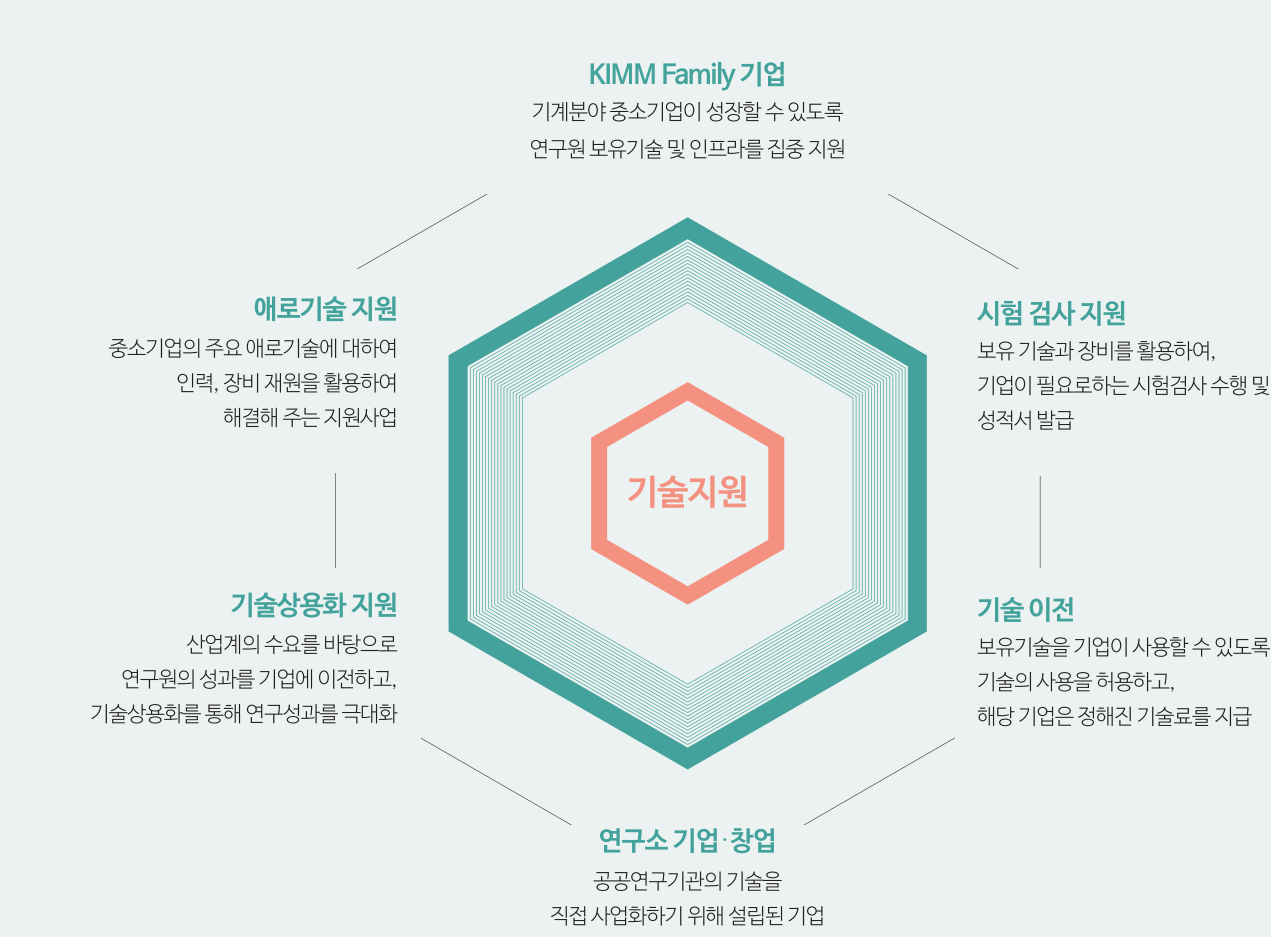 KIMM Family 기업
기계분야 중소기업이 성장할 수 있도록
연구원 보유기술 및 인프라를 집중 지원
애로기술 지원
중소기업의 주요 애로기술에 대하여
인력, 장비 재원을 활용하여
해결해 주는 지원사업
시험 검사 지원
보유 기술과 장비를 활용하여,
기업이 필요로하는 시험검사 수행 및
성적서 발급
기술지원
기술상용화 지원
산업계의 수요를 바탕으로
연구원의 성과를 기업에 이전하고,
기술상용화를 통해 연구성과를 극대화
기술 이전
보유기술을 기업이 사용할 수 있도록
기술의 사용을 허용하고,
해당 기업은 정해진 기술료를 지급
연구소 기업·창업
공공연구기관의 기술을
직접 사업화하기 위해 설립된 기업